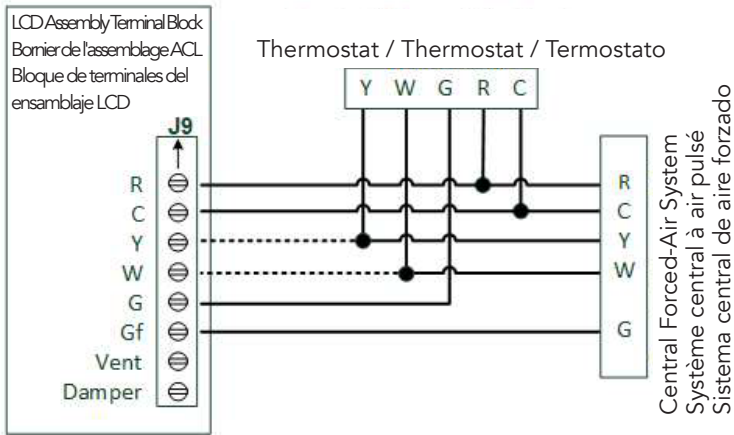 LCD Assembly Terminal Block
Bornier de l'assemblage ACL
Bloque de terminales del
ensamblaje LCD
Thermostat / Thermostat / Termostato
Y W G R C
J9
R
C
Y
W
G
Gf
Vent
Damper
R
C
Y
W
G
Central Forced-Air System
Système central à air pulsé
Sistema central de aire forzado